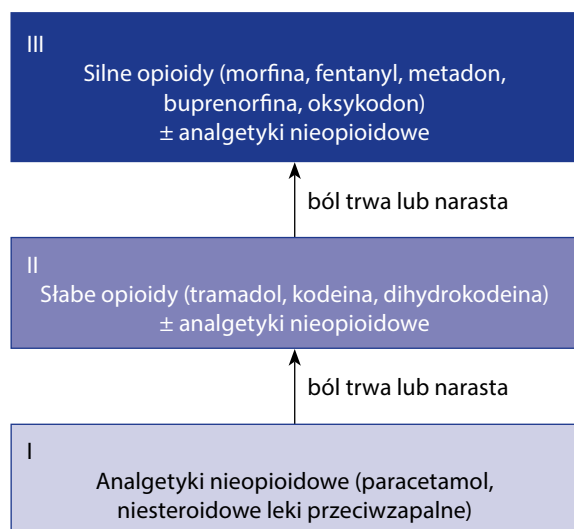 III
Silne opioidy (morfina, fentanyl, metadon,
buprenorfina, oksykodon)
± analgetyki nieopioidowe
ból trwa lub narasta
II
Słabe opioidy (tramadol, kodeina, dihydrokodeina)
± analgetyki nieopioidowe
ból trwa lub narasta
I
Analgetyki nieopioidowe (paracetamol,
niesteroidowe leki przeciwzapalne)